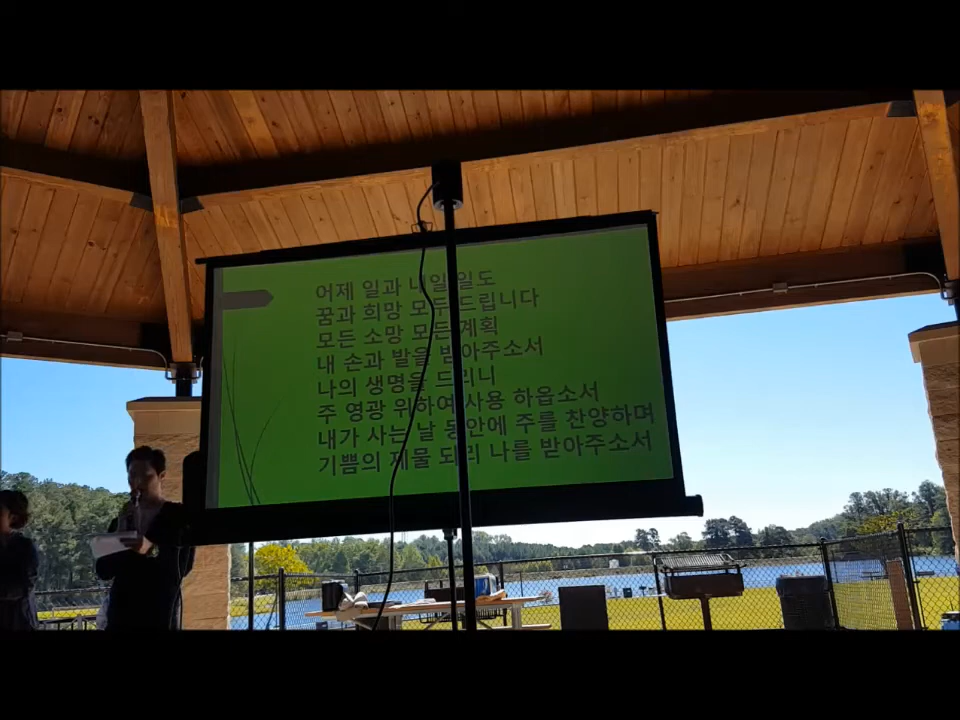 어제 일과 내일 일도
꿈과 희망 모두 드립니다
모든 소망 모든 계획
내 손과 발을 받아주소서
나의 생명을 드리니
주 영광 위하여 사용 하옵소서
내가 사는 날 동안에 주를 찬양하며
기쁨의 제물 되리 나를 받아주소서